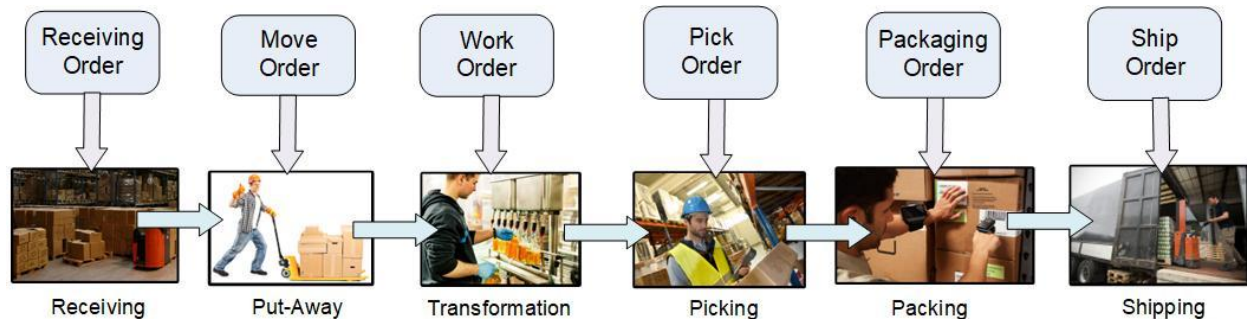 Receiving
Order
Move
Order
Work
Order
Pick
Order
Packaging
Order
Ship
Order
Receiving
Put-Away
Transformation
Picking
Packing
Shipping